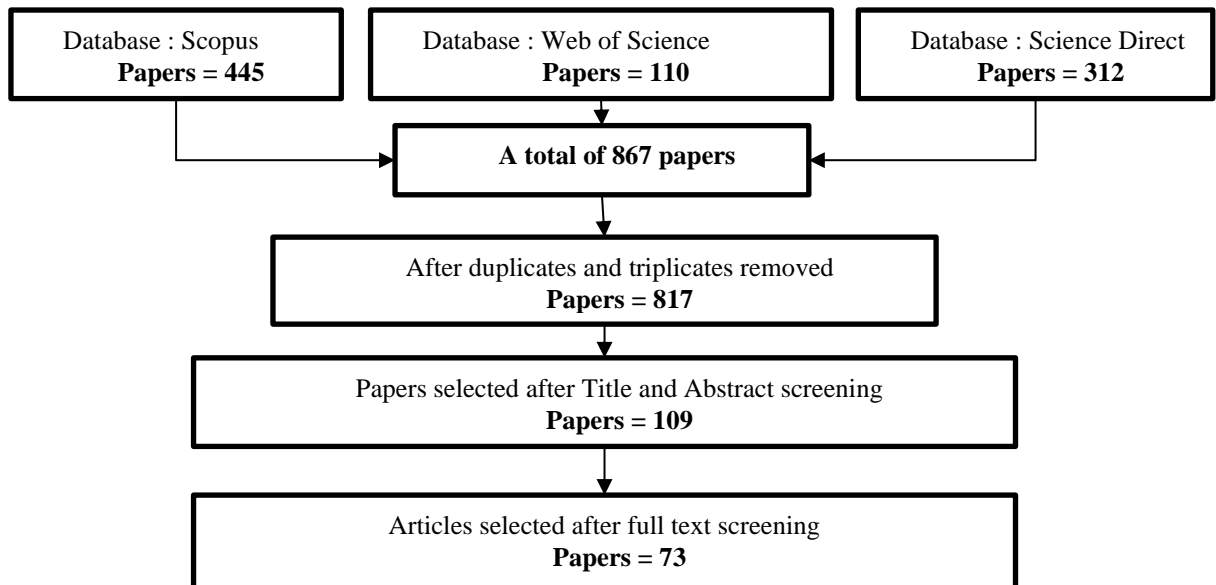 Database : Scopus
Papers = 445
Database : Web of Science
Papers = 110
Database : Science Direct
Papers = 312
A total of 867 papers
After duplicates and triplicates removed
Papers = 817
Papers selected after Title and Abstract screening
Papers = 109
Articles selected after full text screening
Papers = 73